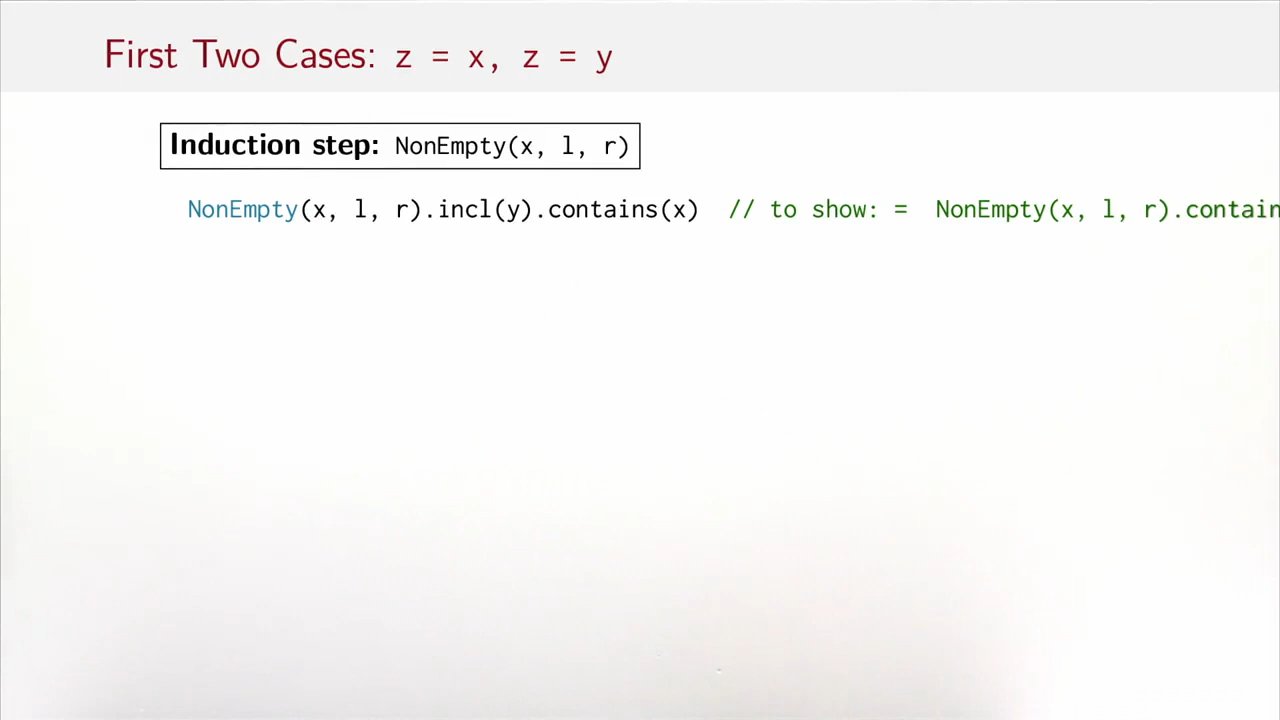 First Two Cases: z = x, z = y
Induction step: NonEmpty(x, l, r)
NonEmpty(x, l, r).incl(y).contains(x) // to show: = NonEmpty(x, l, r).contain